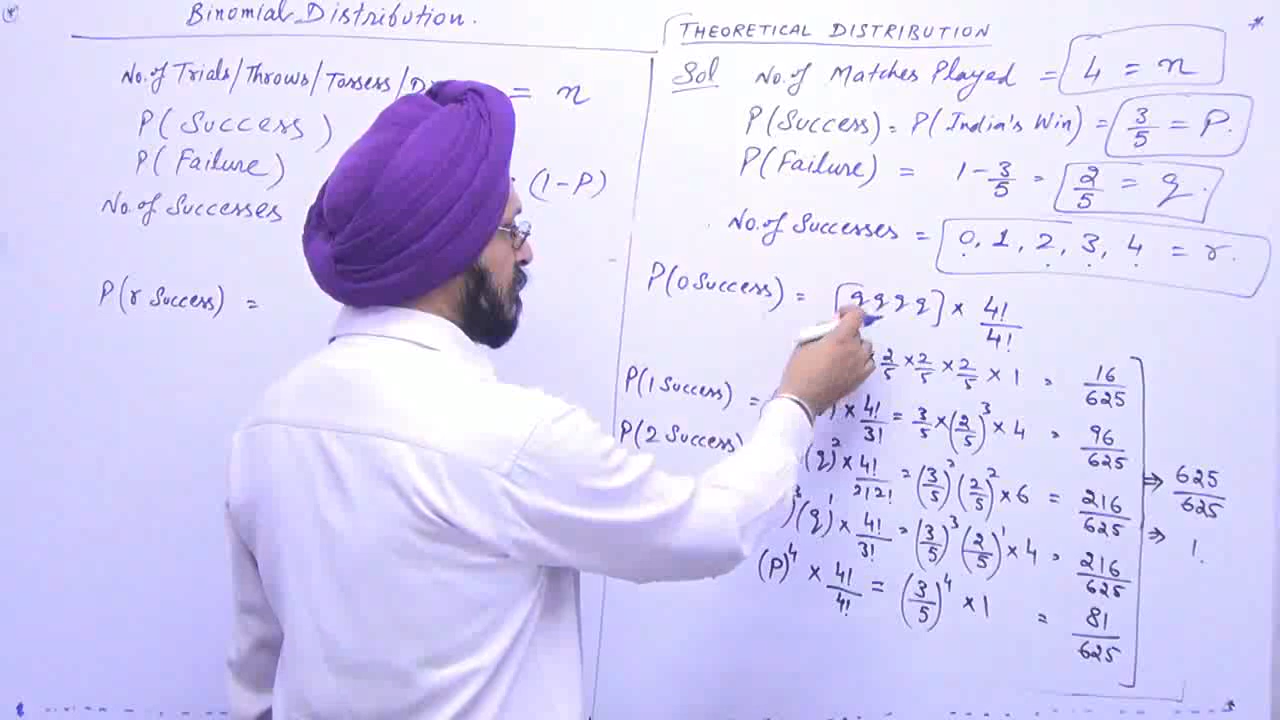 Binomial Distribution.
No. of Trials/Throws/Tossess/D = n
P(Success)
P(Failure) (1-P)
No. of Successes
P(r Success) =
THEORETICAL DISTRIBUTION
Sol No. of Matches Played = 4 = n
P(Success) = P(India's Win) = 3/5 = P.
P(Failure) = 1 - 3/5 = 2/5 = q.
No. of Successes = 0, 1, 2, 3, 4 = r.
P(0 Success) = [q q q q] × 4!/4!
× 2/5 × 2/5 × 2/5 × 1 = 16/625
P(1 Success) = × 4!/3! = 3/5 × (2/5)³ × 4 = 96/625
P(2 Success) (q)² × 4!/2!2! = (3/5)² (2/5)² × 6 = 216/625
)³ (q)¹ × 4!/3! = (3/5)³ (2/5)¹ × 4 = 216/625
(P)⁴ × 4!/4! = (3/5)⁴ × 1 = 81/625
⇒ 625/625
⇒ 1.